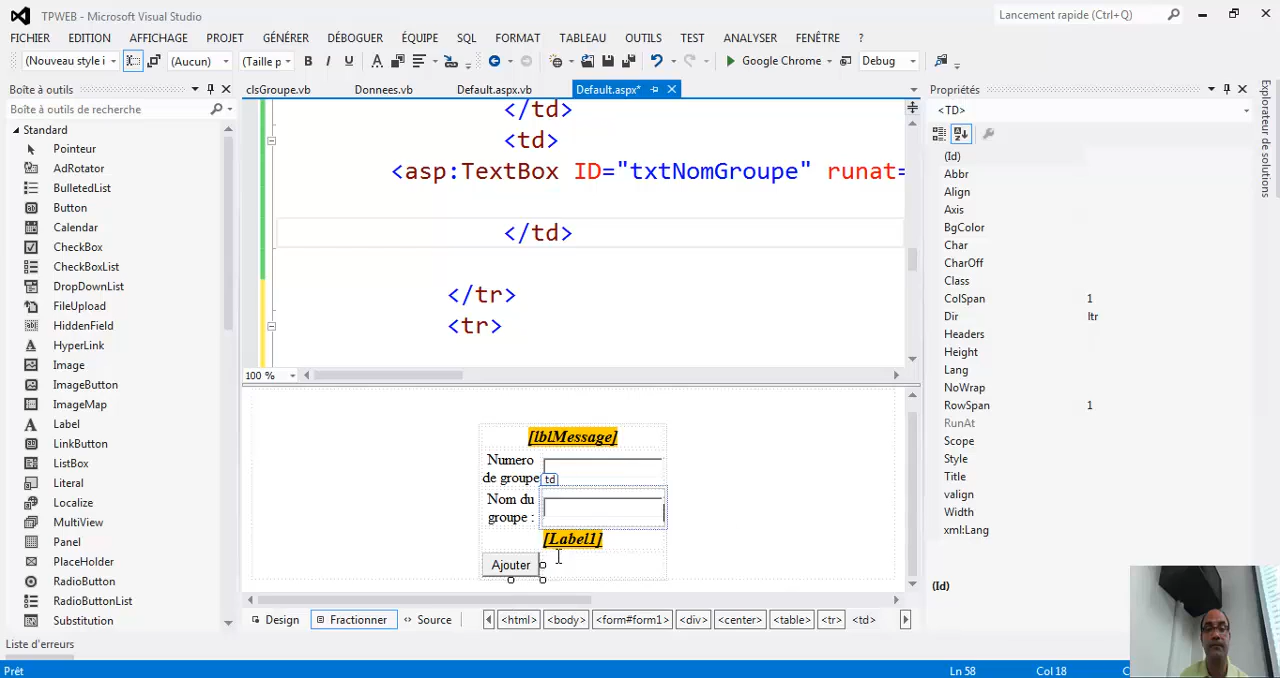 TPWEB - Microsoft Visual Studio
Lancement rapide (Ctrl+Q)
FICHIER EDITION AFFICHAGE PROJET GÉNÉRER DÉBOGUER ÉQUIPE SQL FORMAT TABLEAU OUTILS TEST ANALYSER FENÊTRE ?
(Nouveau style i (Aucun) (Taille p B I U A Google Chrome Debug
Boîte à outils
Boîte à outils de recherche
Standard
Pointeur
AdRotator
BulletedList
Button
Calendar
CheckBox
CheckBoxList
DropDownList
FileUpload
HiddenField
HyperLink
Image
ImageButton
ImageMap
Label
LinkButton
ListBox
Literal
Localize
MultiView
Panel
PlaceHolder
RadioButton
RadioButtonList
Substitution
Liste d'erreurs
Prêt
clsGroupe.vb Donnees.vb Default.aspx.vb Default.aspx*
</td>
<td>
<asp:TextBox ID="txtNomGroupe" runat=
</td>
</tr>
<tr>
100 %
[lblMessage]
Numero
de groupe
td
Nom du
groupe :
[Label1]
Ajouter
Design Fractionner Source <html> <body> <form#form1> <div> <center> <table> <tr> <td>
Propriétés
<TD>
(Id)
Abbr
Align
Axis
BgColor
Char
CharOff
Class
ColSpan 1
Dir ltr
Headers
Height
Lang
NoWrap
RowSpan 1
RunAt
Scope
Style
Title
valign
Width
xml:Lang
(Id)
Explorateur de solutions
Ln 58 Col 18